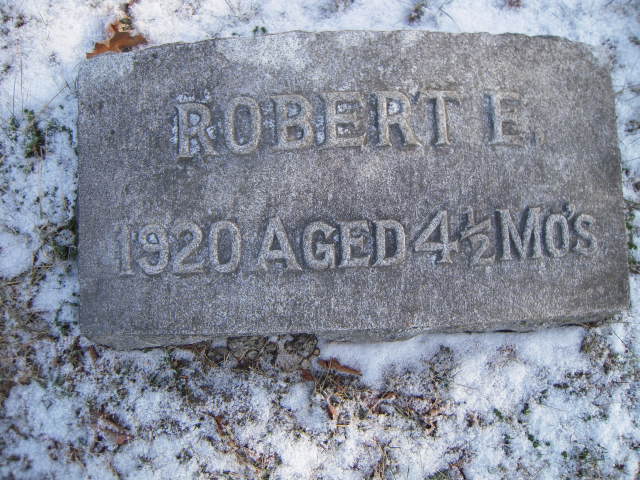 ROBERT E.
1920 AGED 4½ MO'S